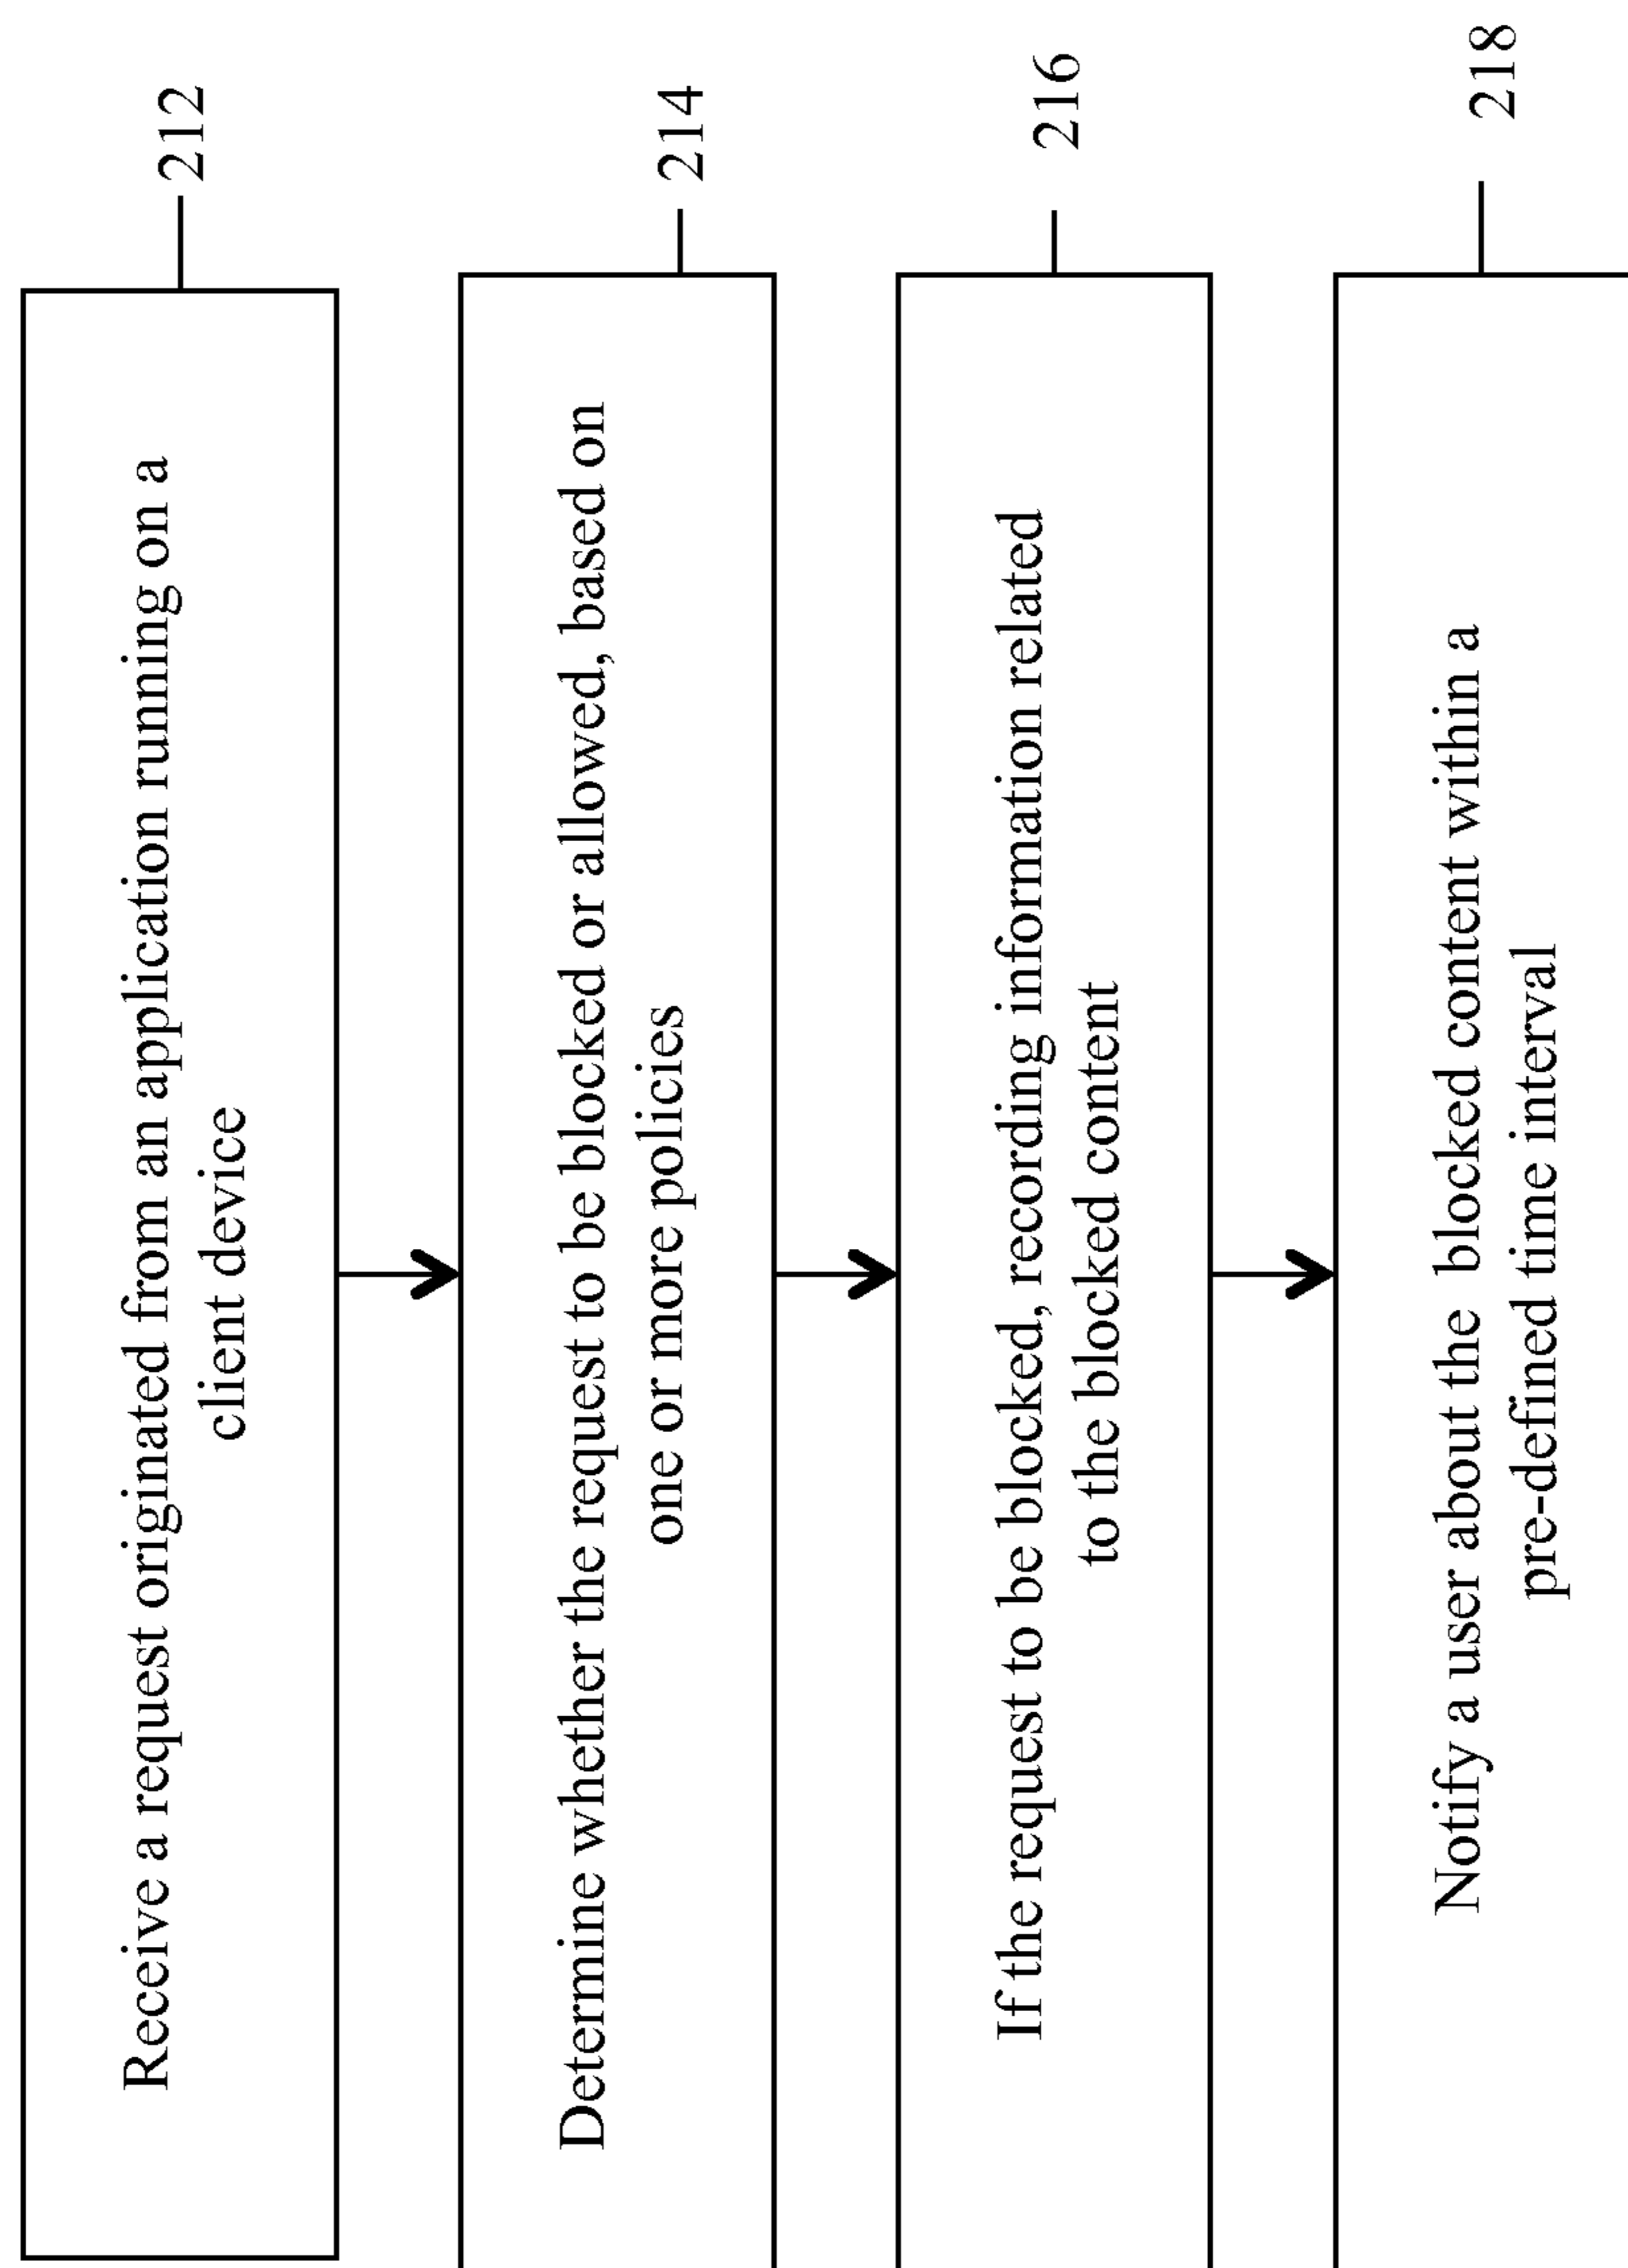 Receive a request originated from an application running on a
client device
212
Determine whether the request to be blocked or allowed, based on
one or more policies
214
If the request to be blocked, recording information related
to the blocked content
216
Notify a user about the blocked content within a
pre-defined time interval
218